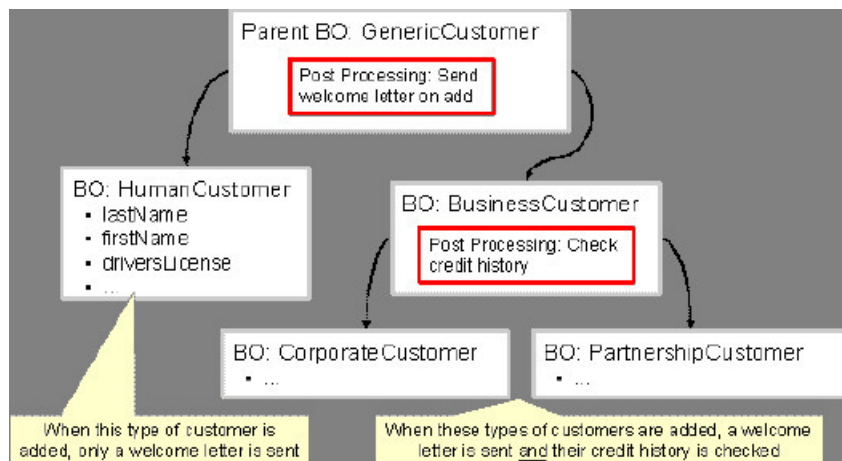 Parent BO: GenericCustomer
Post Processing: Send
welcome letter on add
BO: HumanCustomer
▪ lastName
▪ firstName
▪ driversLicense
▪ ...
BO: BusinessCustomer
Post Processing: Check
credit history
BO: CorporateCustomer
▪ ...
BO: PartnershipCustomer
▪ ...
When this type of customer is
added, only a welcome letter is sent
When these types of customers are added, a welcome
letter is sent and their credit history is checked